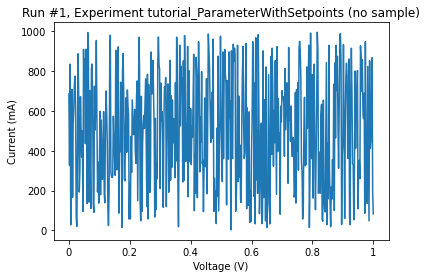 Run #1, Experiment tutorial_ParameterWithSetpoints (no sample)
1000
800
600
400
200
0
Current (mA)
0.0 0.2 0.4 0.6 0.8 1.0
Voltage (V)